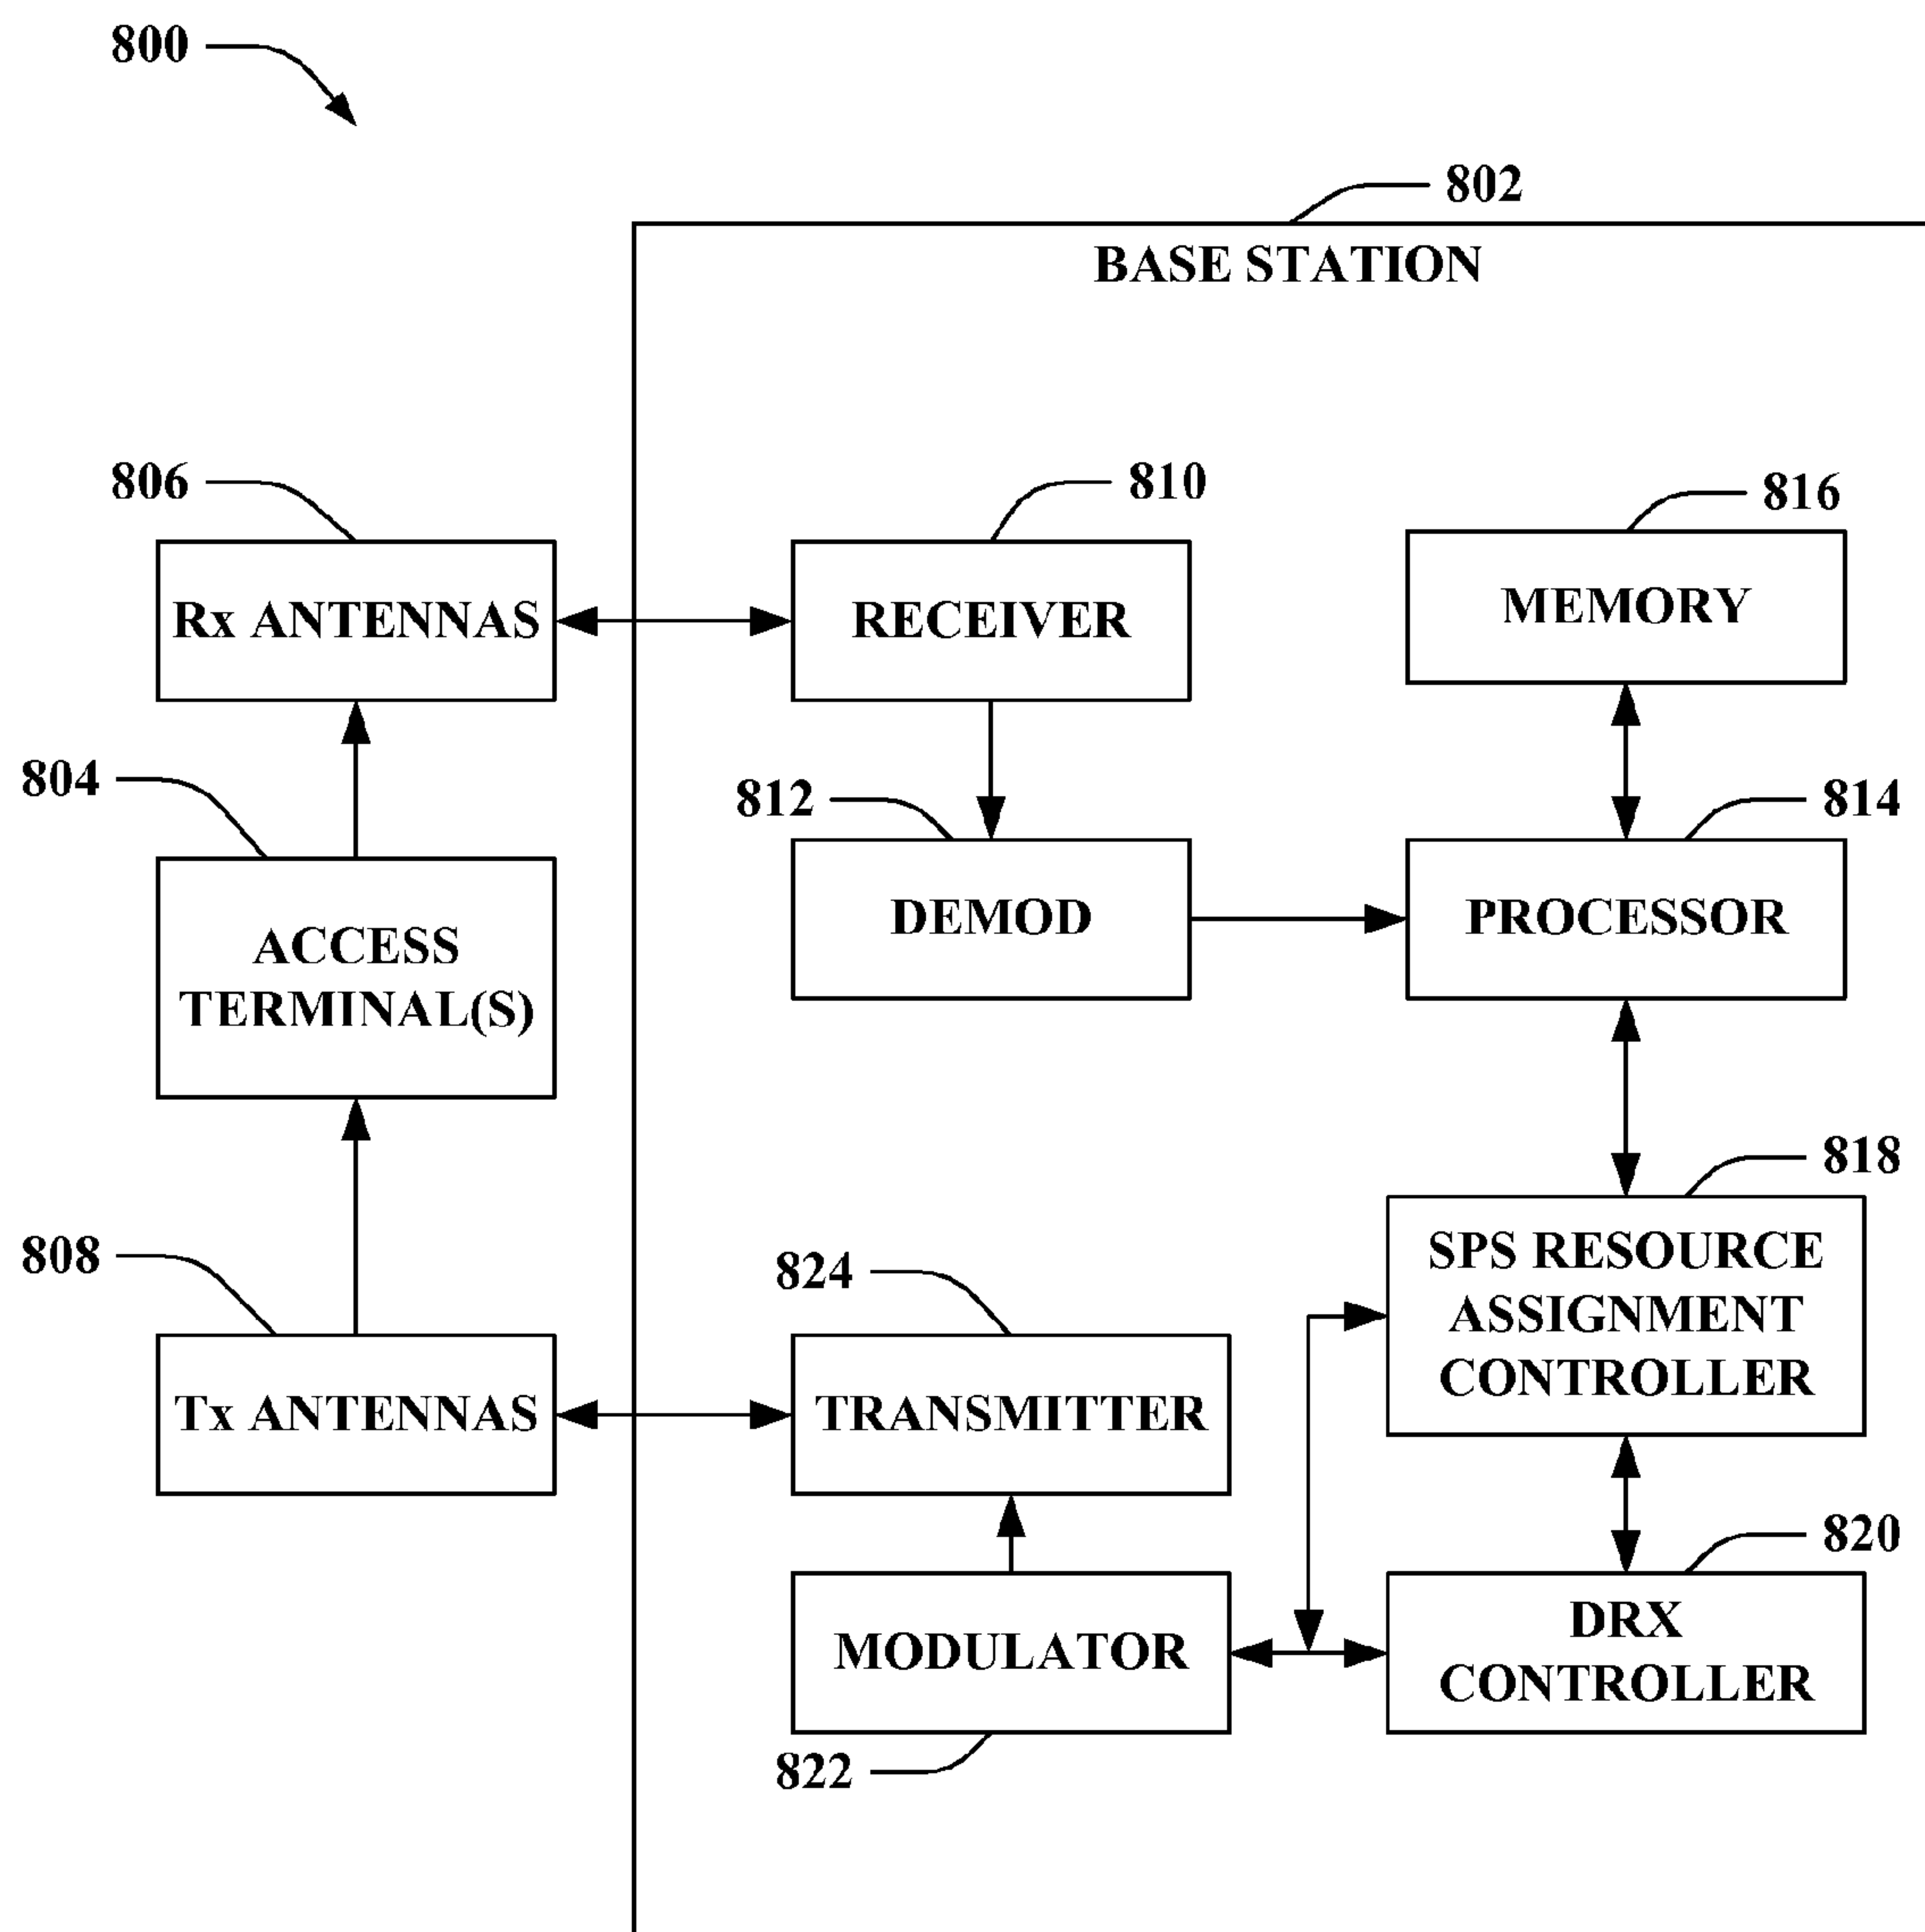 800
802
BASE STATION
806
810
816
Rx ANTENNAS
RECEIVER
MEMORY
804
812
814
ACCESS
TERMINAL(S)
DEMOD
PROCESSOR
808
824
818
SPS RESOURCE
ASSIGNMENT
CONTROLLER
Tx ANTENNAS
TRANSMITTER
820
MODULATOR
DRX
CONTROLLER
822